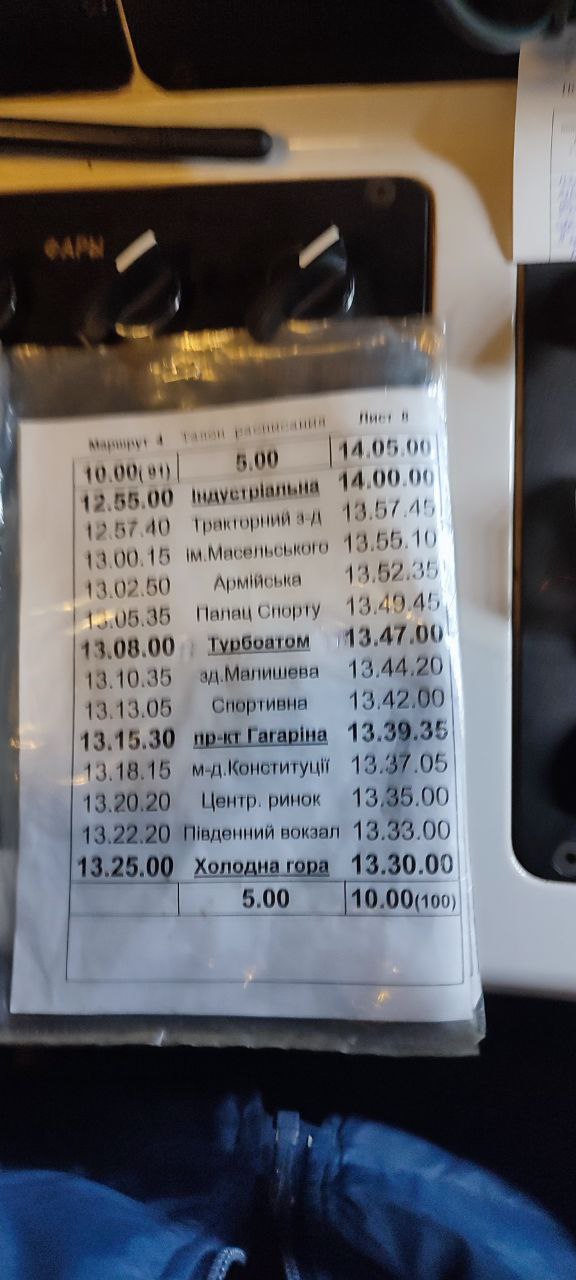 ФАРЫ
Маршрут 4 Талон расписания Лист 8
10.00(91) 5.00 14.05.00
12.55.00 Індустріальна 14.00.00
12.57.40 Тракторний з-д 13.57.45
13.00.15 ім.Масельського 13.55.10
13.02.50 Армійська 13.52.35
13.05.35 Палац Спорту 13.49.45
13.08.00 Турбоатом 13.47.00
13.10.35 зд.Малишева 13.44.20
13.13.05 Спортивна 13.42.00
13.15.30 пр-кт Гагаріна 13.39.35
13.18.15 м-д.Конституції 13.37.05
13.20.20 Центр. ринок 13.35.00
13.22.20 Південний вокзал 13.33.00
13.25.00 Холодна гора 13.30.00
5.00 10.00(100)